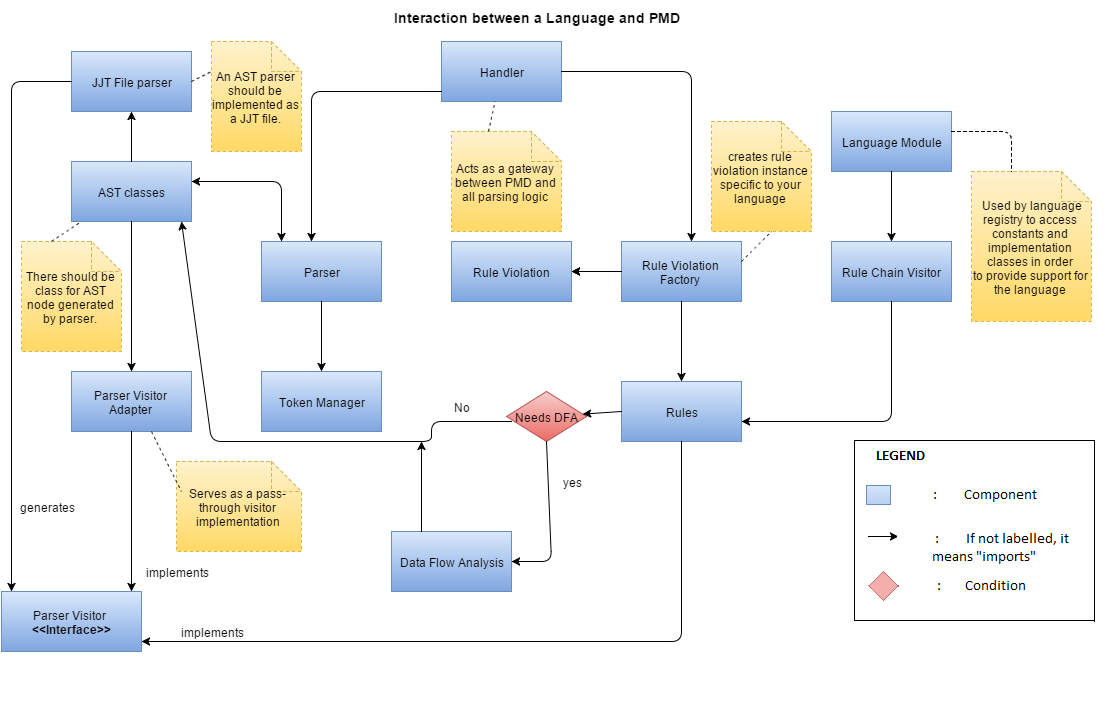 Interaction between a Language and PMD
JJT File parser
An AST parser
should be
implemented as
a JJT file.
Handler
Acts as a gateway
between PMD and
all parsing logic
creates rule
violation instance
specific to your
language
Language Module
Used by language
registry to access
constants and
implementation
classes in order
to provide support for
the language
AST classes
There should be
class for AST
node generated
by parser.
Parser
Rule Violation
Rule Violation
Factory
Rule Chain Visitor
Parser Visitor
Adapter
Token Manager
No
Needs DFA
Rules
yes
Serves as a pass-
through visitor
implementation
generates
Data Flow Analysis
implements
Parser Visitor
<<Interface>>
implements
LEGEND
: Component
: If not labelled, it
means "imports"
: Condition